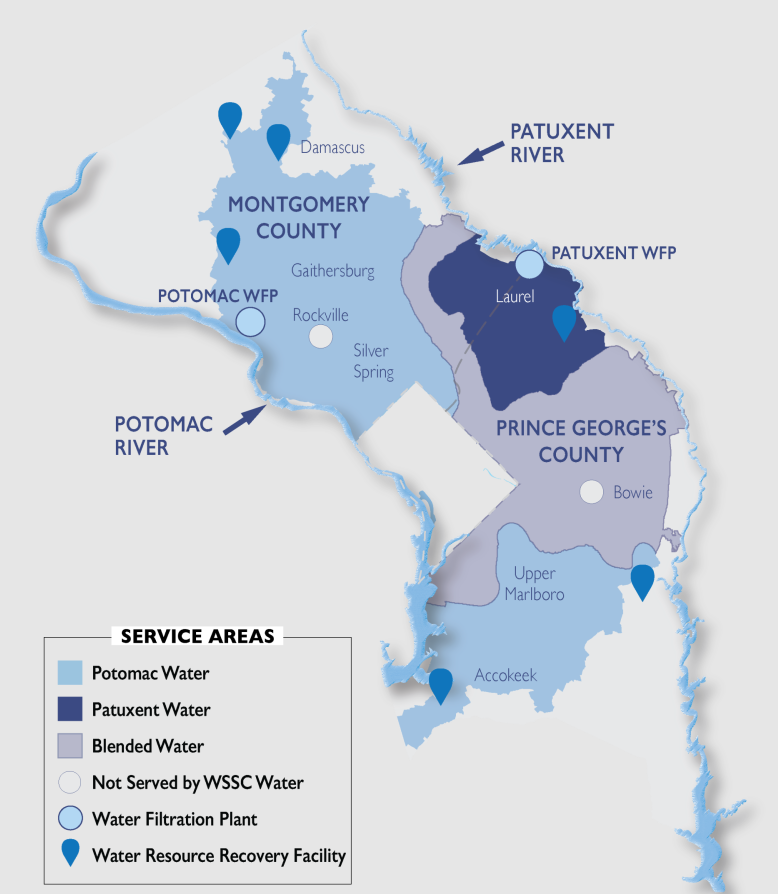 PATUXENT
RIVER
Damascus
MONTGOMERY
COUNTY
PATUXENT WFP
Gaithersburg
POTOMAC WFP
Laurel
Rockville
Silver
Spring
POTOMAC
RIVER
PRINCE GEORGE'S
COUNTY
Bowie
Upper
Marlboro
Accokeek
SERVICE AREAS
Potomac Water
Patuxent Water
Blended Water
Not Served by WSSC Water
Water Filtration Plant
Water Resource Recovery Facility